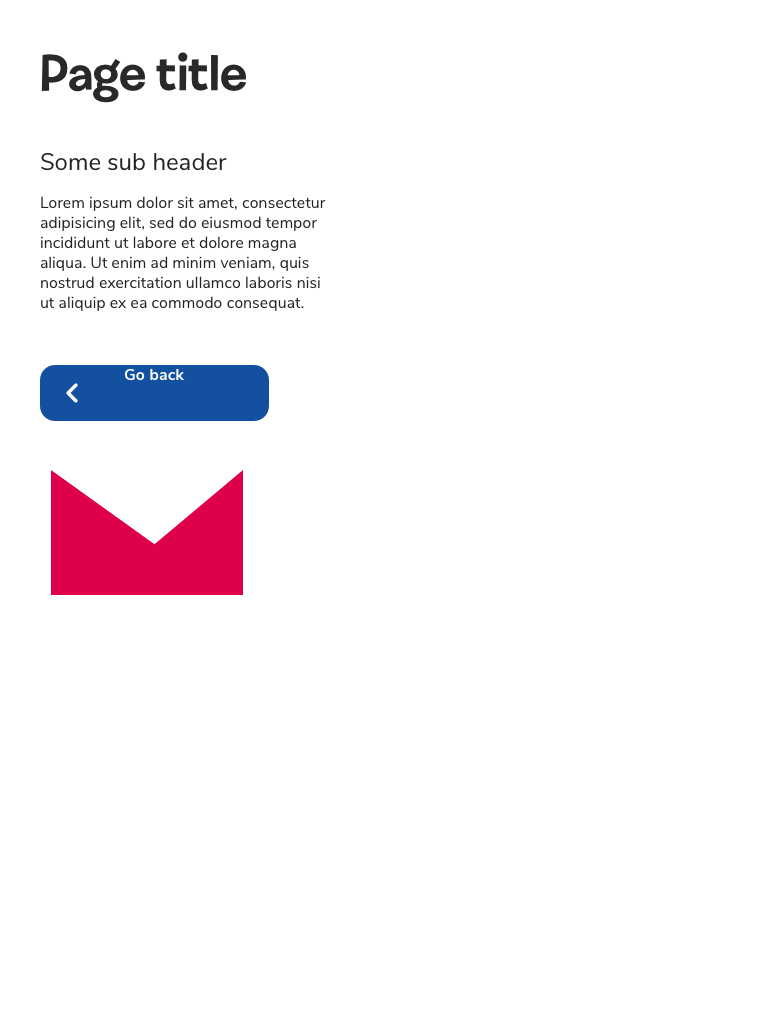 Page title
Some sub header
Lorem ipsum dolor sit amet, consectetur
adipisicing elit, sed do eiusmod tempor
incididunt ut labore et dolore magna
aliqua. Ut enim ad minim veniam, quis
nostrud exercitation ullamco laboris nisi
ut aliquip ex ea commodo consequat.
Go back